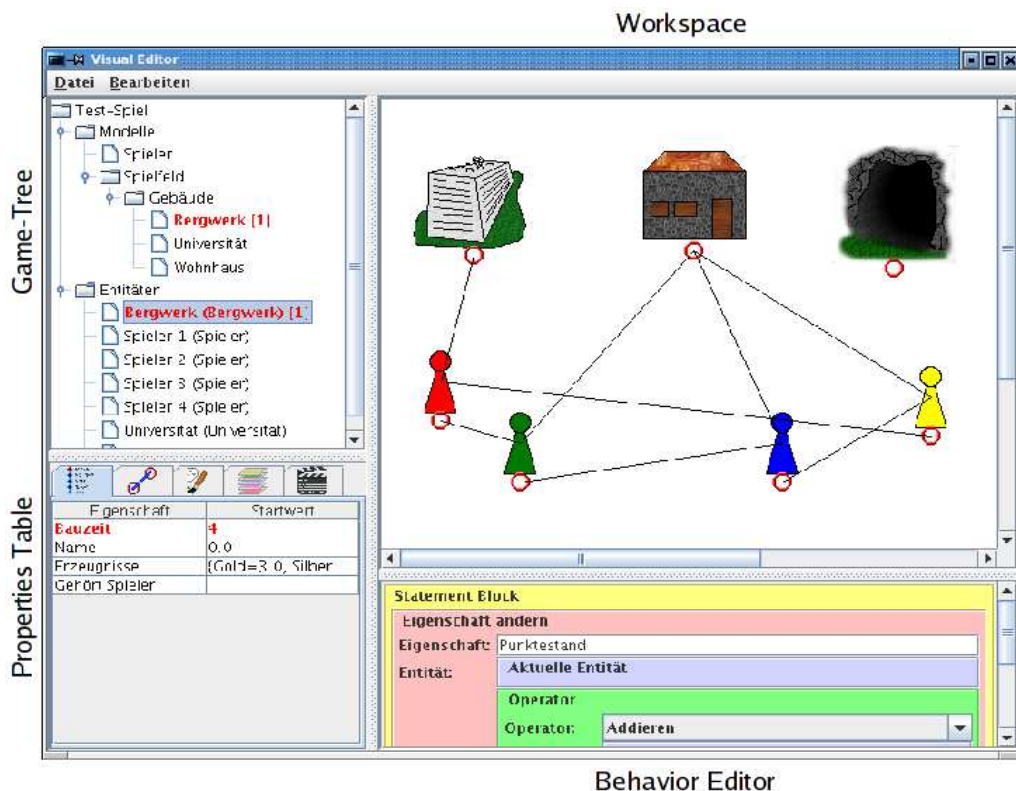 Workspace
Visual Editor
Datei Bearbeiten
Game-Tree
Test-Spiel
Modelle
Spieler
Spielfeld
Gebäude
Bergwerk [1]
Universität
Wohnhaus
Entitäten
Bergwerk (Bergwerk) [1]
Spieler 1 (Spieler)
Spieler 2 (Spieler)
Spieler 3 (Spieler)
Spieler 4 (Spieler)
Universität (Universität)
Properties Table
Eigenschaft Startwert
Bauzeit 4
Name 0.0
Erzeugnisse {Gold=3.0, Silber
Gehört Spieler
Statement Block
Eigenschaft ändern
Eigenschaft: Punktestand
Entität: Aktuelle Entität
Operator
Operator: Addieren
Behavior Editor